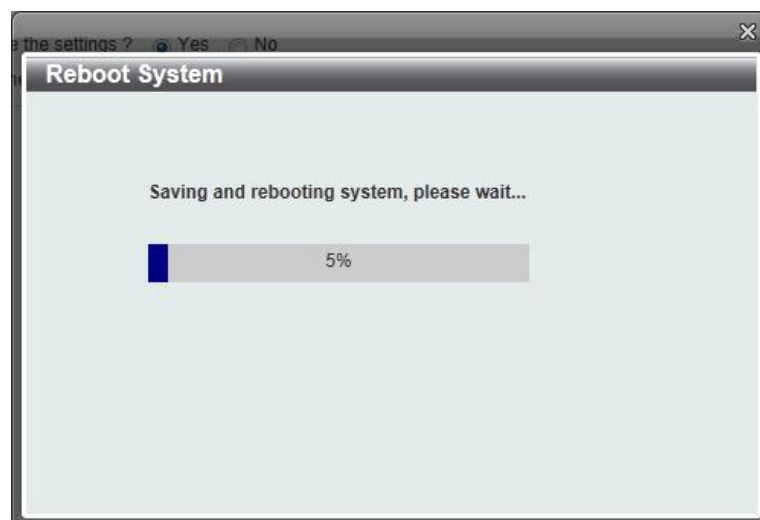 the settings ? Yes No
Reboot System
Saving and rebooting system, please wait...
5%